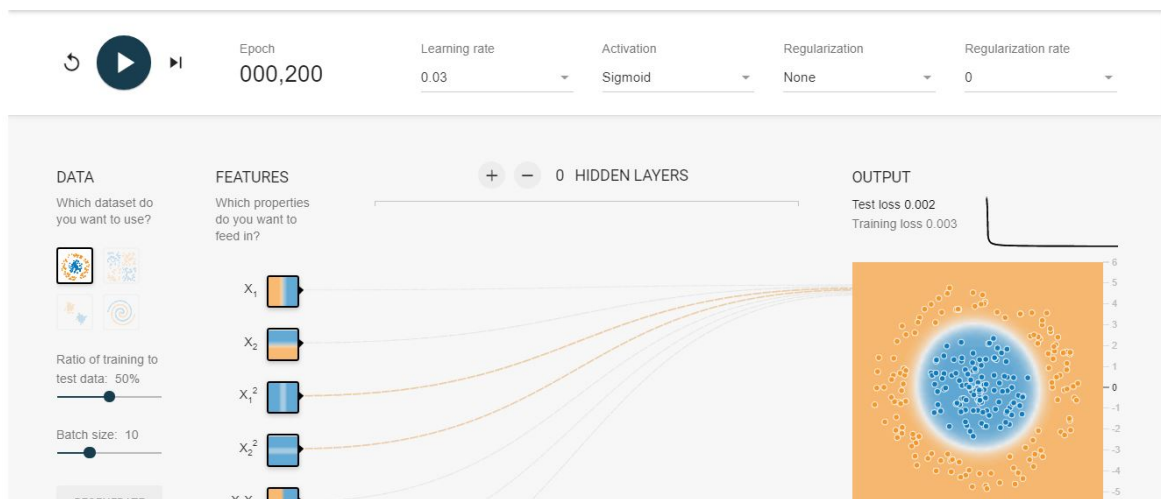 Epoch
000,200
Learning rate
0.03
Activation
Sigmoid
Regularization
None
Regularization rate
0
DATA
Which dataset do
you want to use?
Ratio of training to
test data: 50%
Batch size: 10
FEATURES
Which properties
do you want to
feed in?
X₁
X₂
X₁²
X₂²
+ − 0 HIDDEN LAYERS
OUTPUT
Test loss 0.002
Training loss 0.003
6
5
4
3
2
1
0
-1
-2
-3
-4
-5